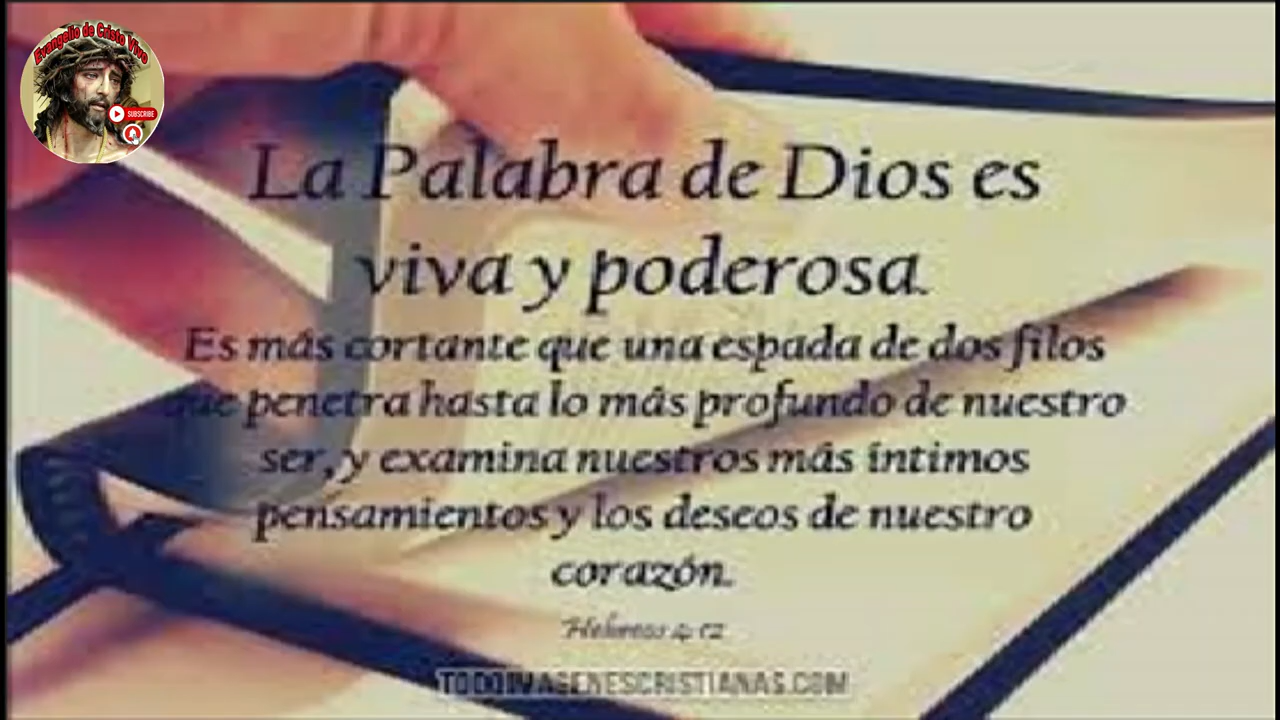 Evangelio de Cristo Vivo
SUBSCRIBE
La Palabra de Dios es
viva y poderosa.
Es más cortante que una espada de dos filos
que penetra hasta lo más profundo de nuestro
ser, y examina nuestros más íntimos
pensamientos y los deseos de nuestro
corazón.
Hebreos 4:12
TODOIMAGENESCRISTIANAS.COM